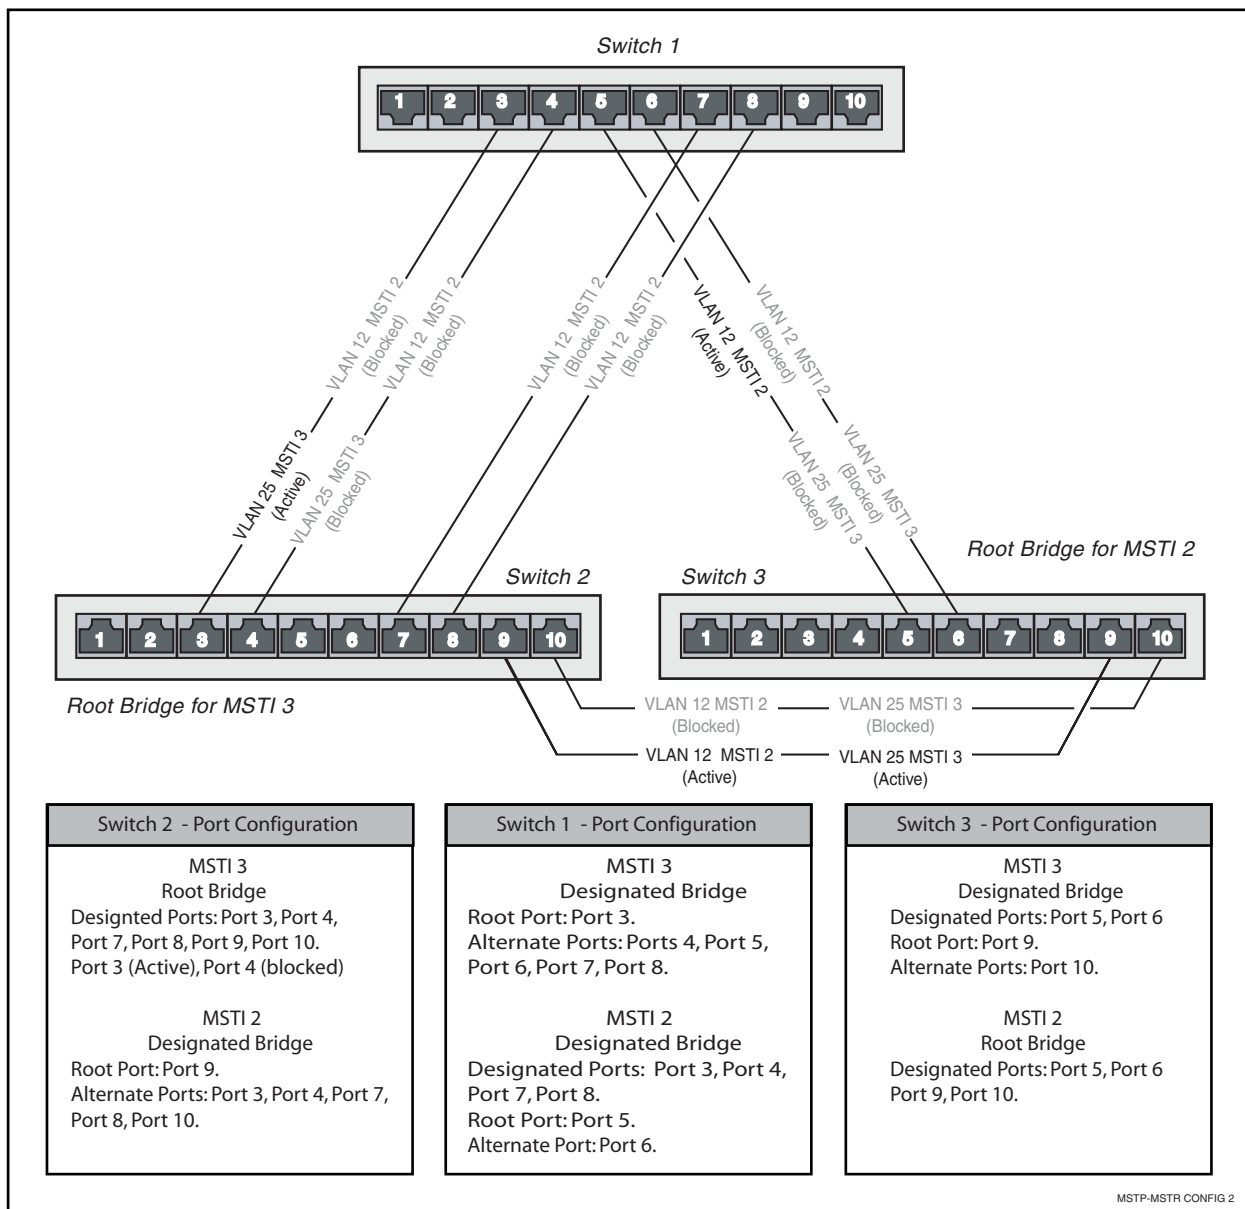 Switch 1
1 2 3 4 5 6 7 8 9 10
VLAN 12 MSTI 2
(Blocked)
VLAN 12 MSTI 2
(Blocked)
VLAN 12 MSTI 2
(Blocked)
VLAN 12 MSTI 2
(Blocked)
VLAN 12 MSTI 2
(Active)
VLAN 12 MSTI 2
(Blocked)
VLAN 25 MSTI 3
(Active)
VLAN 25 MSTI 3
(Blocked)
VLAN 25 MSTI 3
(Blocked)
VLAN 25 MSTI 3
(Blocked)
Root Bridge for MSTI 2
Switch 2
Switch 3
1 2 3 4 5 6 7 8 9 10
1 2 3 4 5 6 7 8 9 10
Root Bridge for MSTI 3
VLAN 12 MSTI 2
(Blocked)
VLAN 25 MSTI 3
(Blocked)
VLAN 12 MSTI 2
(Active)
VLAN 25 MSTI 3
(Active)
Switch 2 - Port Configuration
MSTI 3
Root Bridge
Designted Ports: Port 3, Port 4,
Port 7, Port 8, Port 9, Port 10.
Port 3 (Active), Port 4 (blocked)
MSTI 2
Designated Bridge
Root Port: Port 9.
Alternate Ports: Port 3, Port 4, Port 7,
Port 8, Port 10.
Switch 1 - Port Configuration
MSTI 3
Designated Bridge
Root Port: Port 3.
Alternate Ports: Ports 4, Port 5,
Port 6, Port 7, Port 8.
MSTI 2
Designated Bridge
Designated Ports: Port 3, Port 4,
Port 7, Port 8.
Root Port: Port 5.
Alternate Port: Port 6.
Switch 3 - Port Configuration
MSTI 3
Designated Bridge
Designated Ports: Port 5, Port 6
Root Port: Port 9.
Alternate Ports: Port 10.
MSTI 2
Root Bridge
Designated Ports: Port 5, Port 6
Port 9, Port 10.
MSTP-MSTR CONFIG 2